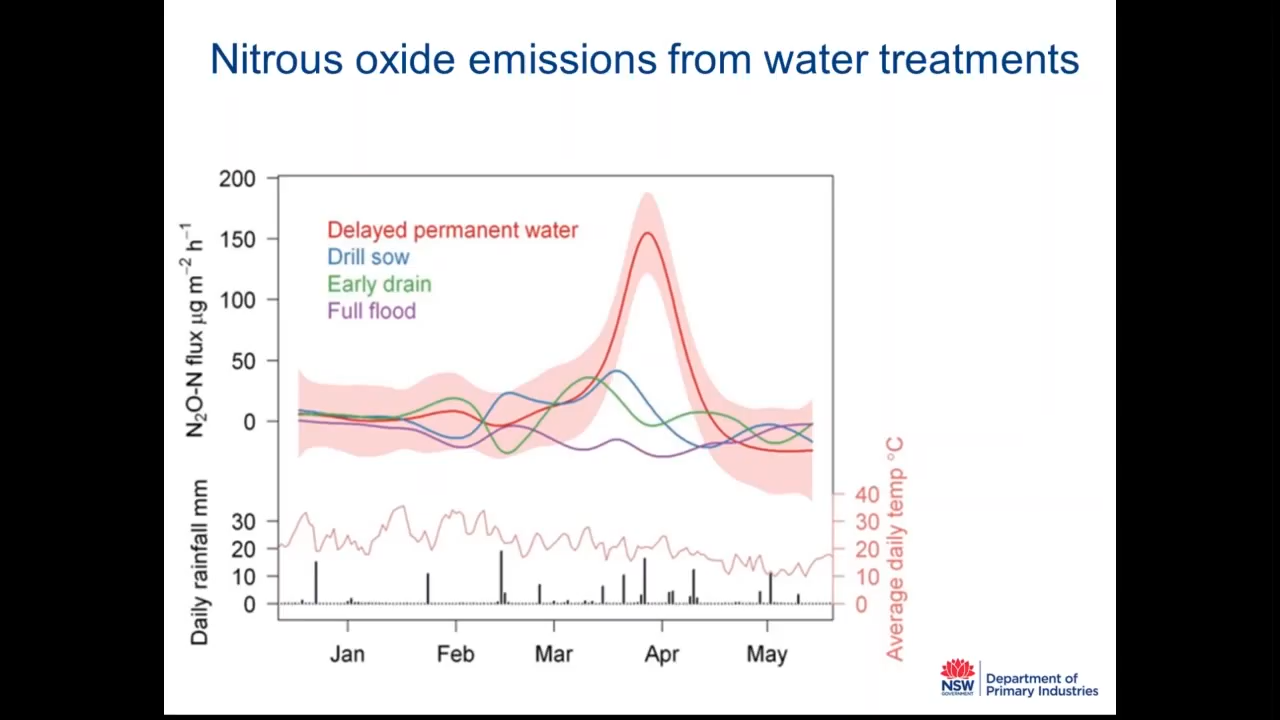 Nitrous oxide emissions from water treatments
200
150
100
50
0
N₂O-N flux µg m⁻² h⁻¹
Delayed permanent water
Drill sow
Early drain
Full flood
30
20
10
0
Daily rainfall mm
40
30
20
10
0
Average daily temp °C
Jan Feb Mar Apr May
NSW
GOVERNMENT
Department of
Primary Industries